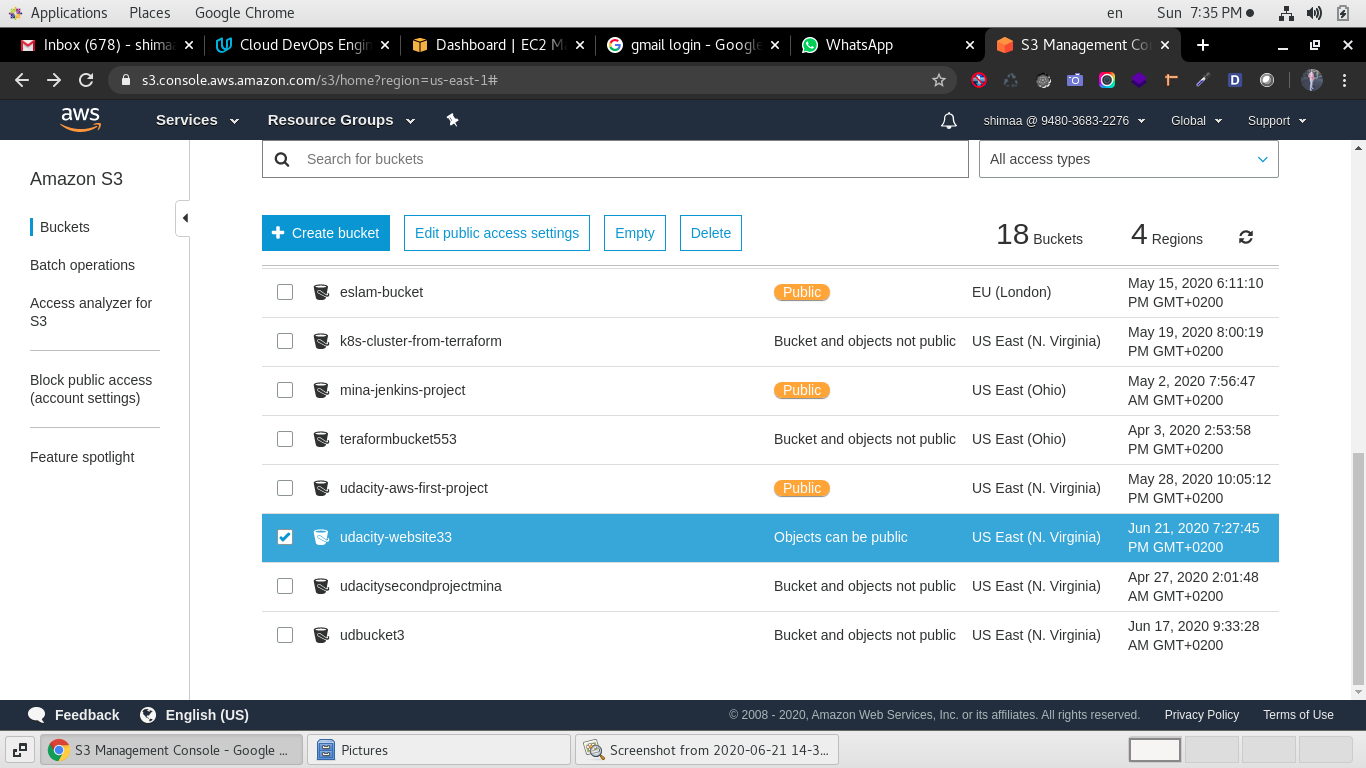 Applications Places Google Chrome en Sun 7:35 PM
Inbox (678) - shima Cloud DevOps Engin Dashboard | EC2 M gmail login - Google WhatsApp S3 Management Co
s3.console.aws.amazon.com/s3/home?region=us-east-1#
aws Services Resource Groups shimaa @ 9480-3683-2276 Global Support
Search for buckets All access types
Amazon S3
Buckets
Batch operations
Access analyzer for
S3
Block public access
(account settings)
Feature spotlight
Create bucket Edit public access settings Empty Delete 18 Buckets 4 Regions
eslam-bucket Public EU (London) May 15, 2020 6:11:10
PM GMT+0200
k8s-cluster-from-terraform Bucket and objects not public US East (N. Virginia) May 19, 2020 8:00:19
PM GMT+0200
mina-jenkins-project Public US East (Ohio) May 2, 2020 7:56:47
AM GMT+0200
teraformbucket553 Bucket and objects not public US East (Ohio) Apr 3, 2020 2:53:58
PM GMT+0200
udacity-aws-first-project Public US East (N. Virginia) May 28, 2020 10:05:12
PM GMT+0200
udacity-website33 Objects can be public US East (N. Virginia) Jun 21, 2020 7:27:45
PM GMT+0200
udacitysecondprojectmina Bucket and objects not public US East (N. Virginia) Apr 27, 2020 2:01:48
AM GMT+0200
udbucket3 Bucket and objects not public US East (N. Virginia) Jun 17, 2020 9:33:28
AM GMT+0200
Feedback English (US) © 2008 - 2020, Amazon Web Services, Inc. or its affiliates. All rights reserved. Privacy Policy Terms of Use
S3 Management Console - Google ... Pictures Screenshot from 2020-06-21 14-3...